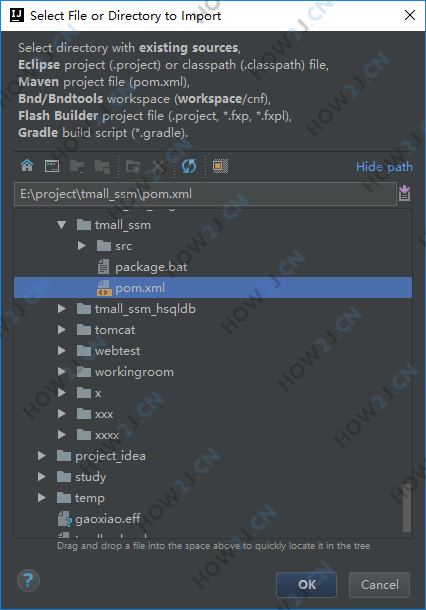 Select File or Directory to Import
Select directory with existing sources,
Eclipse project (.project) or classpath (.classpath) file,
Maven project file (pom.xml),
Bnd/Bndtools workspace (workspace/cnf),
Flash Builder project file (.project, *.fxp, *.fxpl),
Gradle build script (*.gradle).
Hide path
E:\project\tmall_ssm\pom.xml
tmall_ssm
src
package.bat
pom.xml
tmall_ssm_hsqldb
tomcat
webtest
workingroom
x
xxx
xxxx
project_idea
study
temp
gaoxiao.eff
Drag and drop a file into the space above to quickly locate it in the tree
?
OK
Cancel
HOW2J.CN